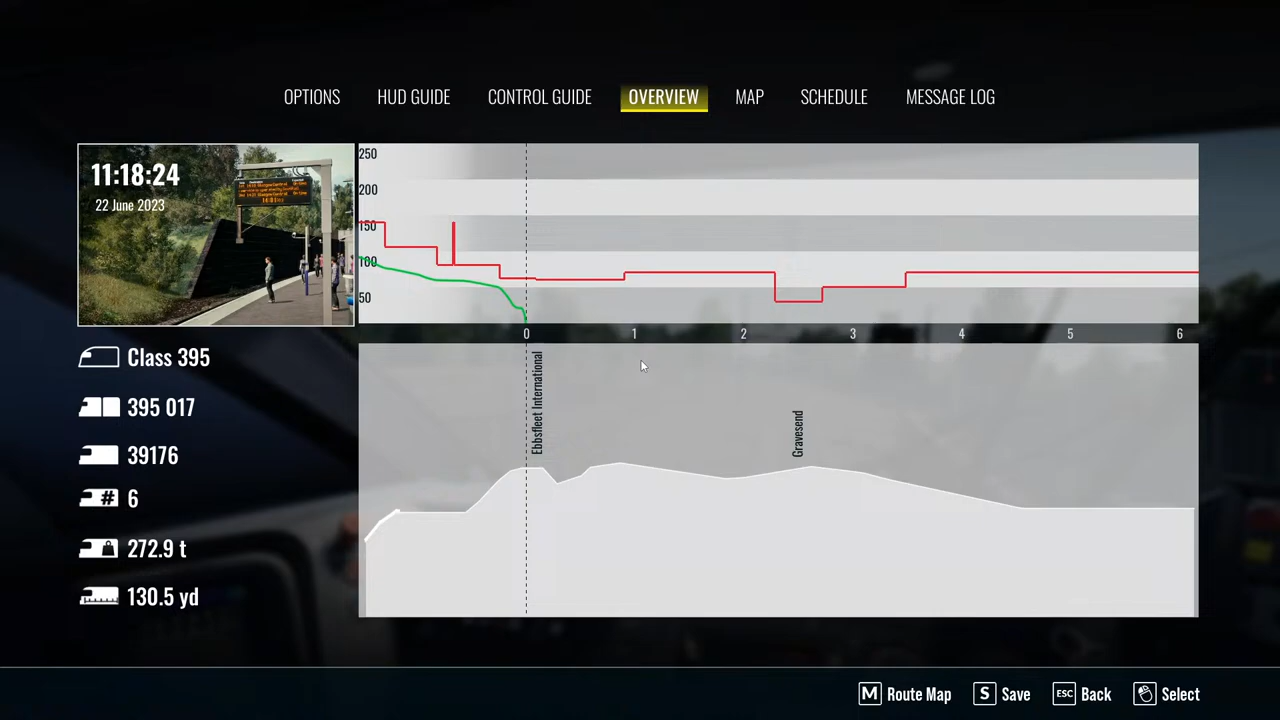 OPTIONS
HUD GUIDE
CONTROL GUIDE
OVERVIEW
MAP
SCHEDULE
MESSAGE LOG
11:18:24
22 June 2023
250
200
150
100
50
0 1 2 3 4 5 6
Ebbsfleet International
Gravesend
Class 395
395 017
39176
# 6
272.9 t
130.5 yd
M Route Map
S Save
ESC Back
Select